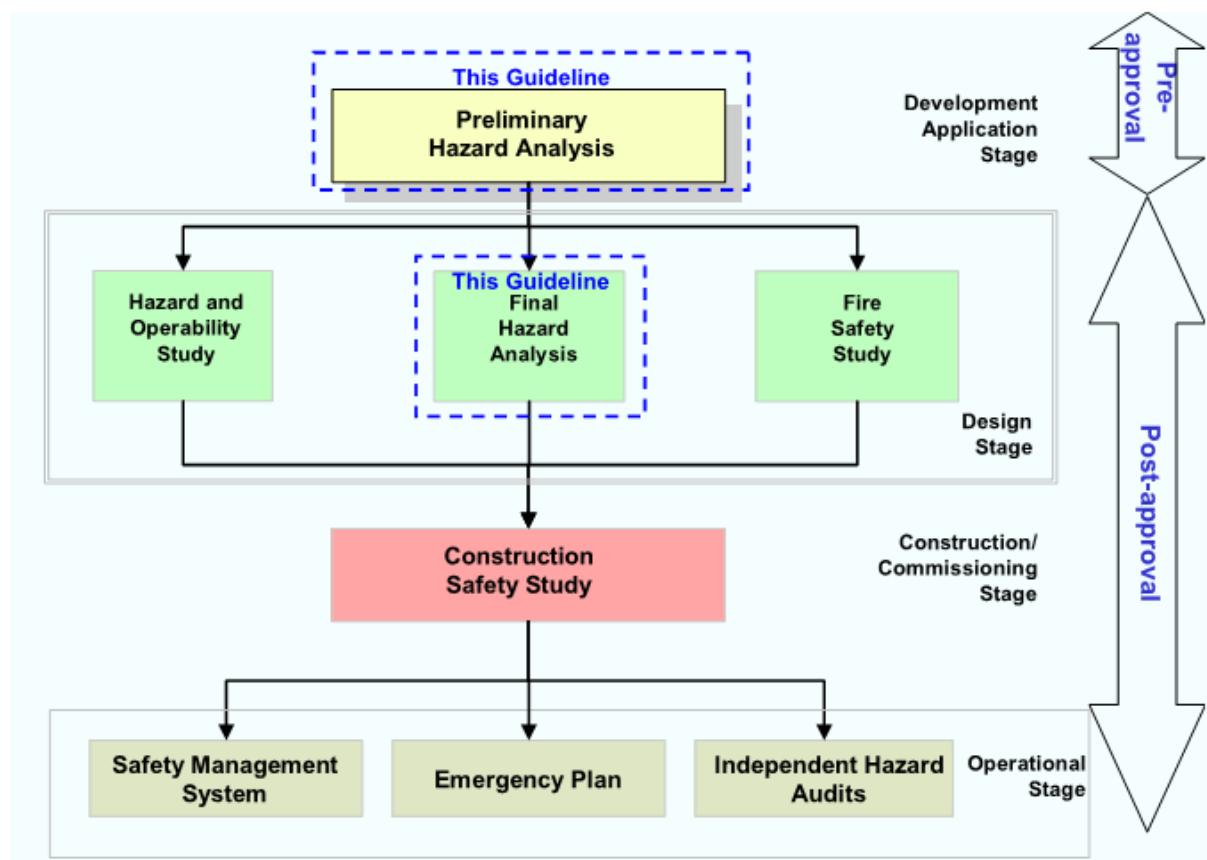 This Guideline
Preliminary
Hazard Analysis
Development
Application
Stage
Pre-
approval
This Guideline
Hazard and
Operability
Study
Final
Hazard
Analysis
Fire
Safety
Study
Design
Stage
Post-approval
Construction
Safety Study
Construction/
Commissioning
Stage
Safety Management
System
Emergency Plan
Independent Hazard
Audits
Operational
Stage